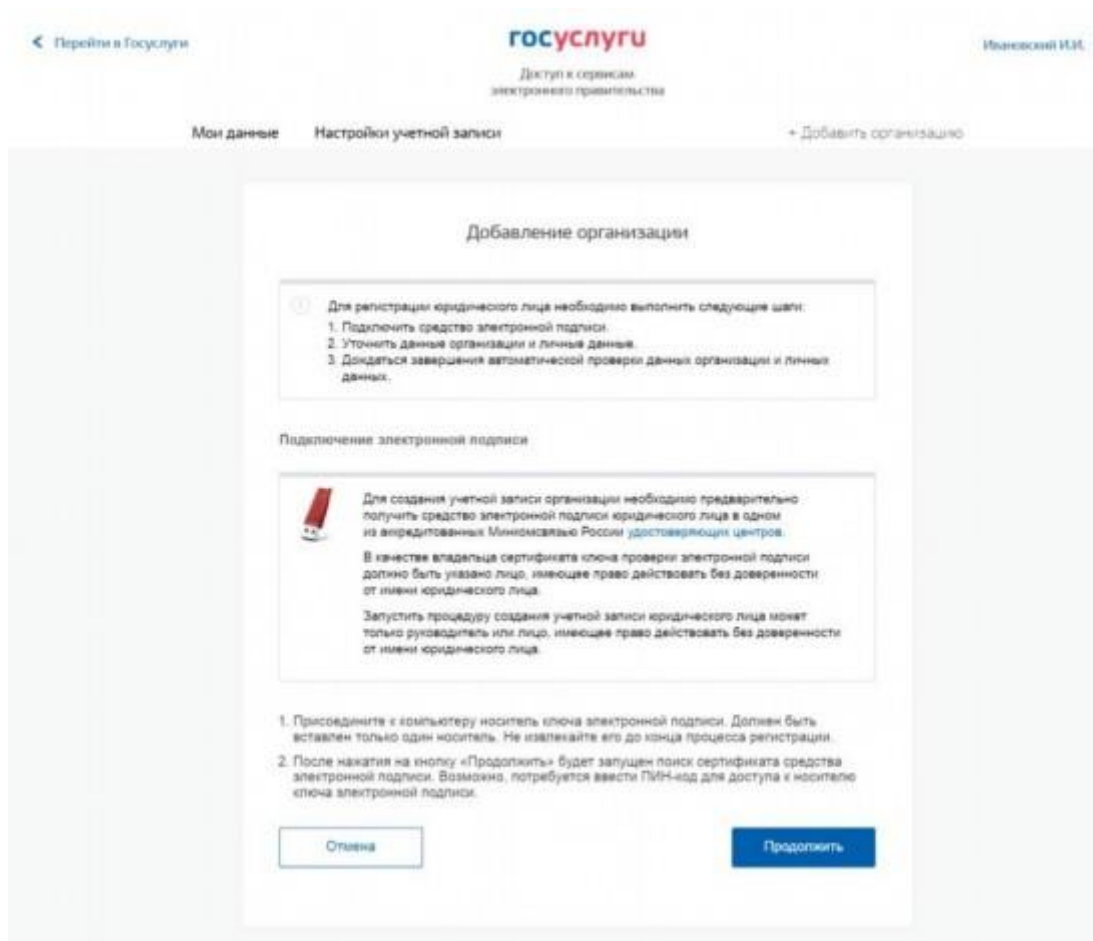 Перейти в Госуслуги
госуслуги
Ивановский И.И.
Доступ к сервисам
электронного правительства
Мои данные
Настройки учетной записи
+ Добавить организацию
Добавление организации
Для регистрации юридического лица необходимо выполнить следующие шаги:
1. Подключить средство электронной подписи.
2. Уточнить данные организации и личные данные.
3. Дождаться завершения автоматической проверки данных организации и личных
данных.
Подключение электронной подписи
Для создания учетной записи организации необходимо предварительно
получить средство электронной подписи юридического лица в одном
из аккредитованных Минкомсвязью России удостоверяющих центров.
В качестве владельца сертификата ключа проверки электронной подписи
должно быть указано лицо, имеющее право действовать без доверенности
от имени юридического лица.
Запустить процедуру создания учетной записи юридического лица может
только руководитель или лицо, имеющее право действовать без доверенности
от имени юридического лица.
1. Присоедините к компьютеру носитель ключа электронной подписи. Должен быть
вставлен только один носитель. Не извлекайте его до конца процесса регистрации.
2. После нажатия на кнопку «Продолжить» будет запущен поиск сертификата средства
электронной подписи. Возможно, потребуется ввести ПИН-код для доступа к носителю
ключа электронной подписи.
Отмена
Продолжить